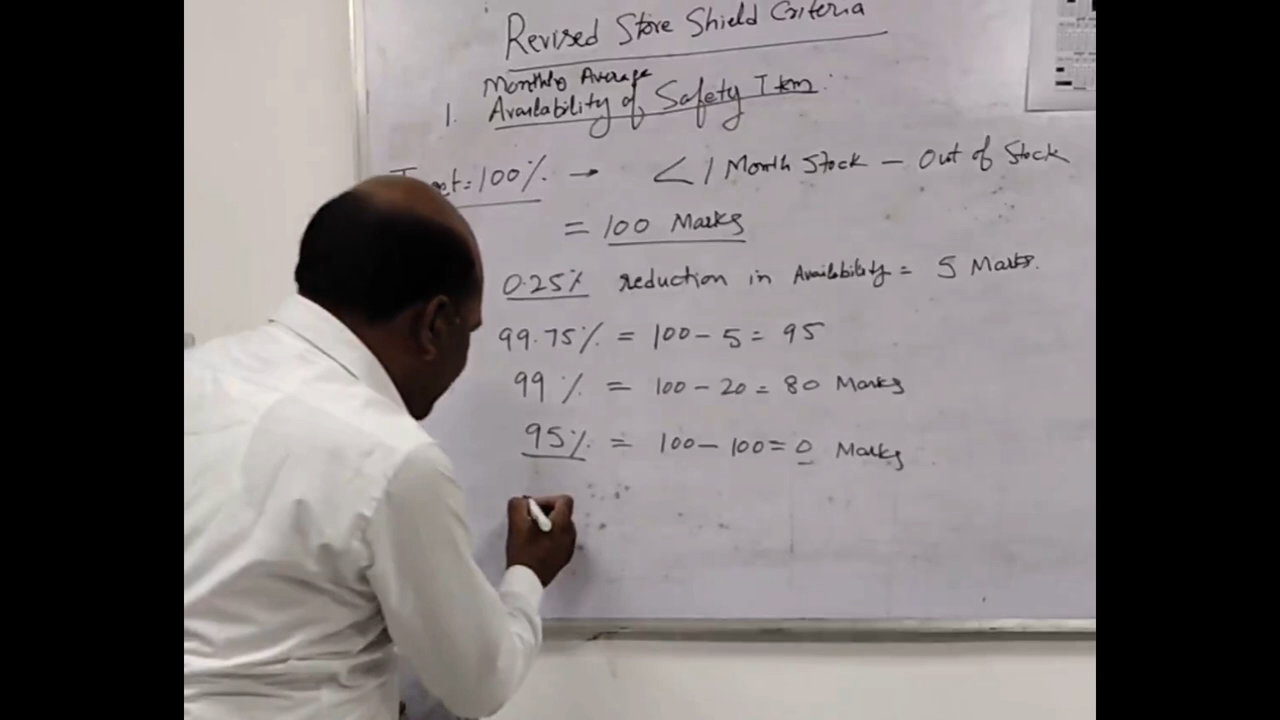 Revised Store Shield Criteria
Monthly Average
1. Availability of Safety Item:
=100% → < 1 Month Stock – Out of Stock
= 100 Marks
0.25% reduction in Availability = 5 Marks.
99.75% = 100 – 5 = 95
99 % = 100 – 20 = 80 Marks
95% = 100 – 100 = 0 Marks